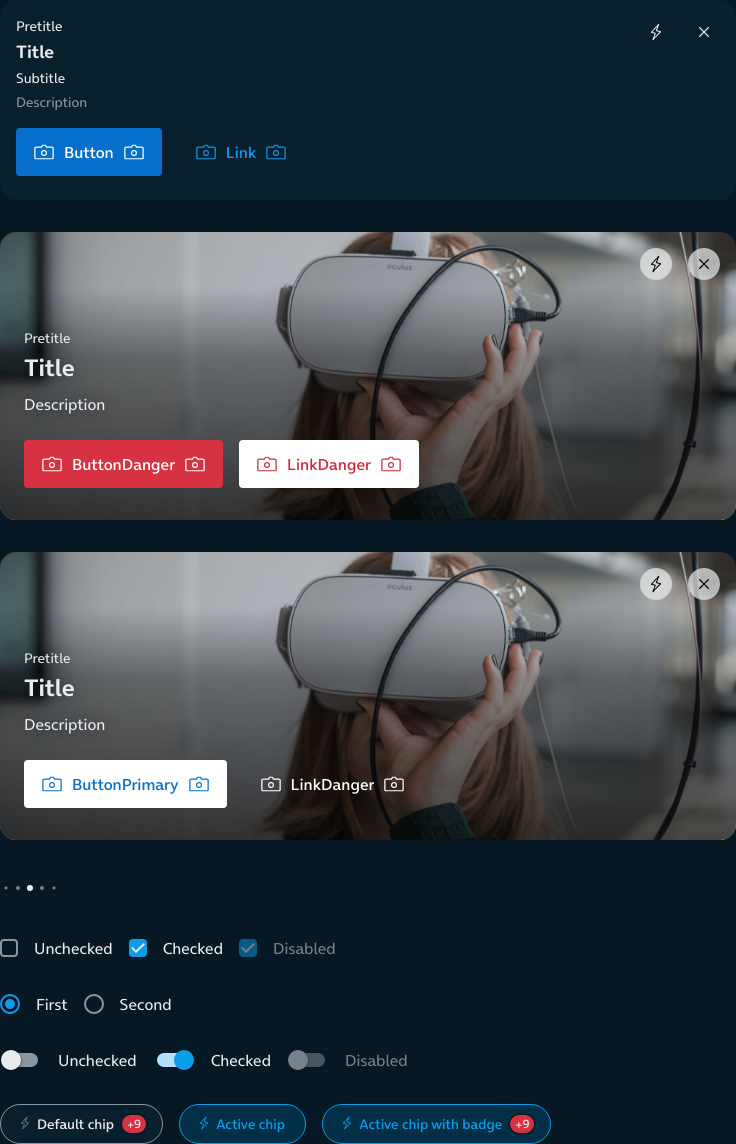 Pretitle
Title
Subtitle
Description
Button Link
oculus
Pretitle
Title
Description
ButtonDanger LinkDanger
oculus
Pretitle
Title
Description
ButtonPrimary LinkDanger
Unchecked Checked Disabled
First Second
Unchecked Checked Disabled
Default chip +9 Active chip Active chip with badge +9